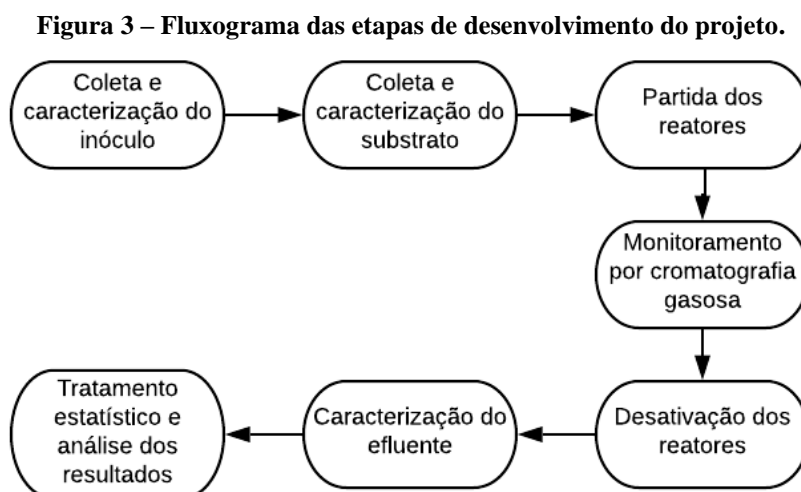 Figura 3 – Fluxograma das etapas de desenvolvimento do projeto.
Coleta e
caracterização do
inóculo
Coleta e
caracterização do
substrato
Partida dos
reatores
Monitoramento
por cromatografia
gasosa
Desativação dos
reatores
Caracterização do
efluente
Tratamento
estatístico e
análise dos
resultados